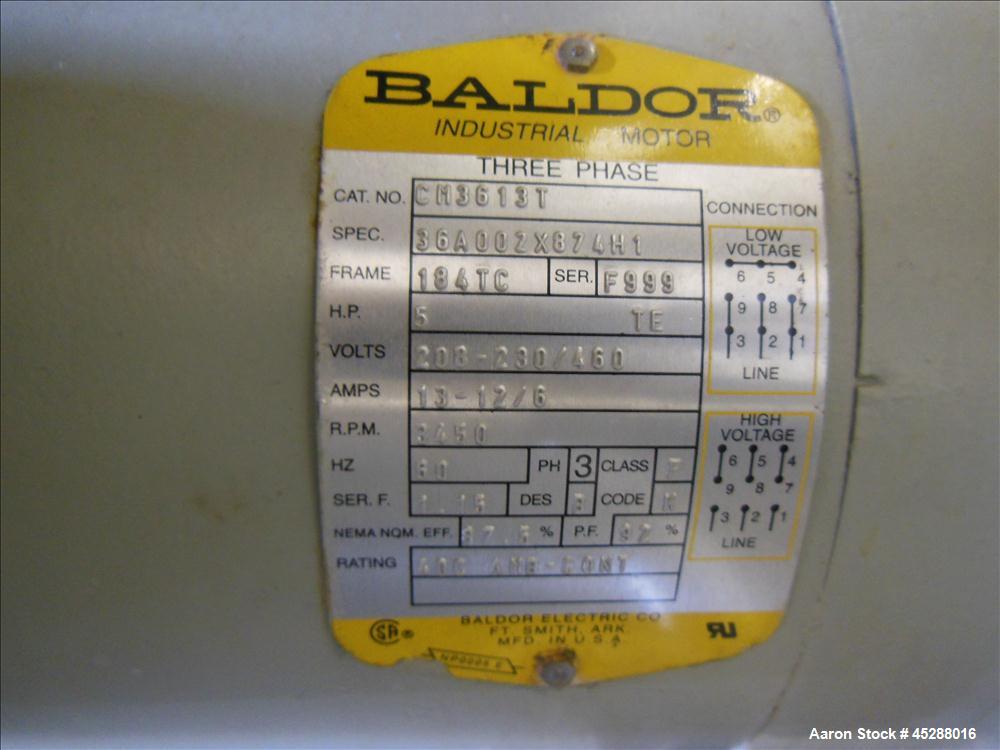 BALDOR®
INDUSTRIAL MOTOR
THREE PHASE
CAT. NO. CM3613T
SPEC. 36A002X874H1
FRAME 184TC SER. F999
H.P. 5 TE
VOLTS 208-230/460
AMPS 13-12/6
R.P.M. 3450
HZ 60 PH 3 CLASS F
SER. F. 1.15 DES B CODE
NEMA NOM. EFF. 87.5 % P.F. 92 %
RATING 40C AMB-CONT
CONNECTION
LOW
VOLTAGE
6 5 4
9 8 7
3 2 1
LINE
HIGH
VOLTAGE
6 5 4
9 8 7
3 2 1
LINE
BALDOR ELECTRIC CO
FT. SMITH, ARK.
MFD. IN U.S.A.
Aaron Stock # 45288016